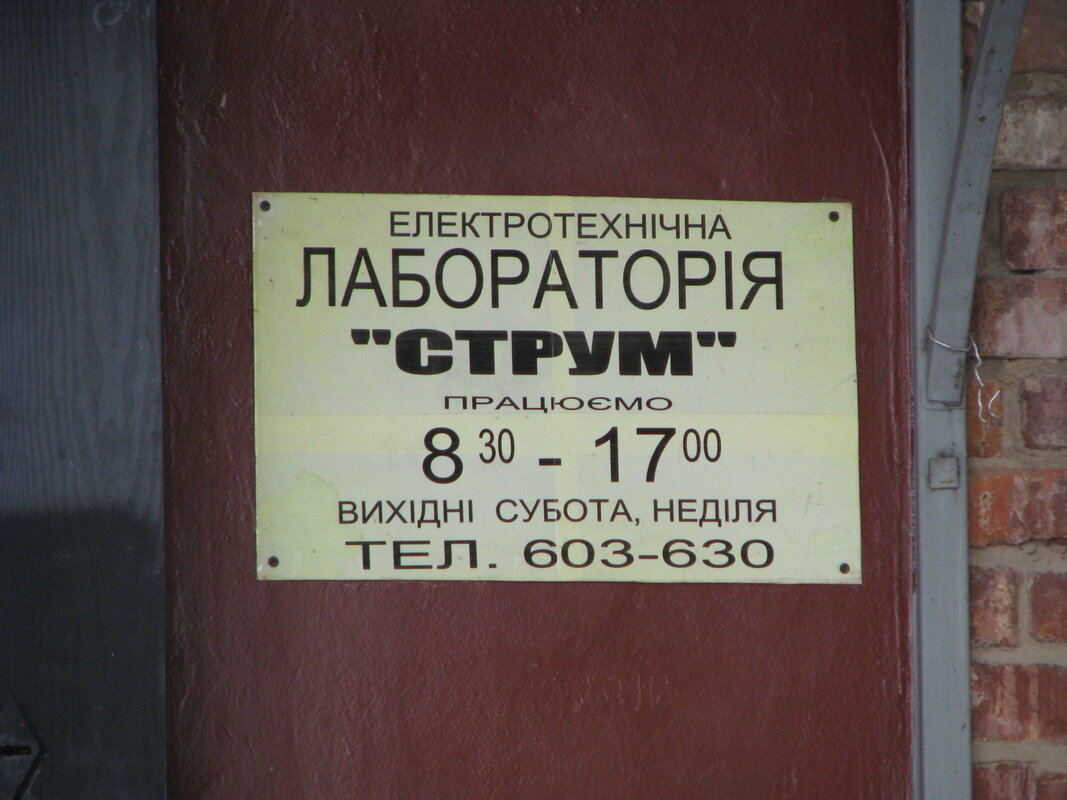 ЕЛЕКТРОТЕХНІЧНА
ЛАБОРАТОРІЯ
"СТРУМ"
ПРАЦЮЄМО
8 30 - 17 00
ВИХІДНІ СУБОТА, НЕДІЛЯ
ТЕЛ. 603-630